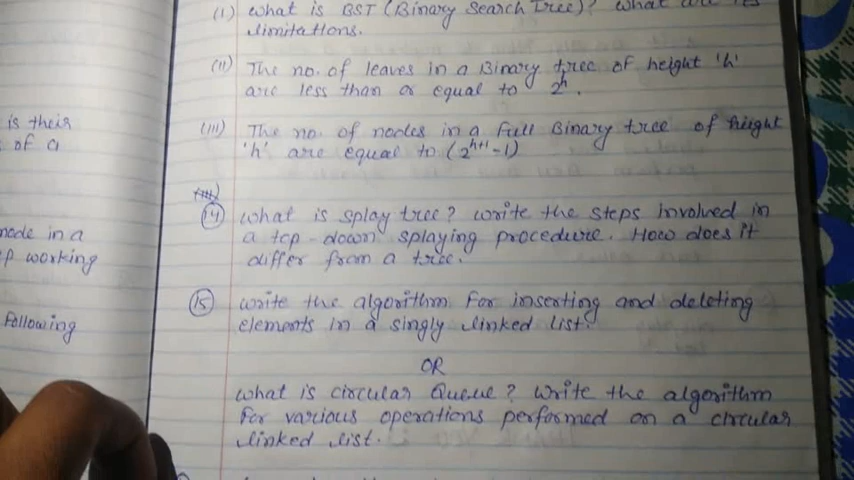 is their
s of a
node in a
p working
Following
(i) what is BST (Binary Search Tree)? what are its
limitations.
(ii) The no. of leaves in a Binary tree of height 'h'
are less than or equal to 2^h.
(iii) The no. of nodes in a Full Binary tree of height
'h' are equal to (2^h+1 - 1)
14 what is splay tree? write the steps involved in
a top-down splaying procedure. How does it
differ from a tree.
15 write the algorithm for inserting and deleting
elements in a singly linked list.
OR
what is circular Queue? Write the algorithm
for various operations performed on a circular
linked list.